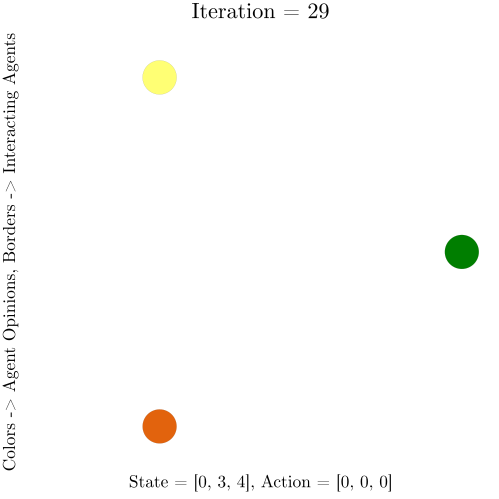 Iteration = 29
Colors -> Agent Opinions, Borders -> Interacting Agents
State = [0, 3, 4], Action = [0, 0, 0]